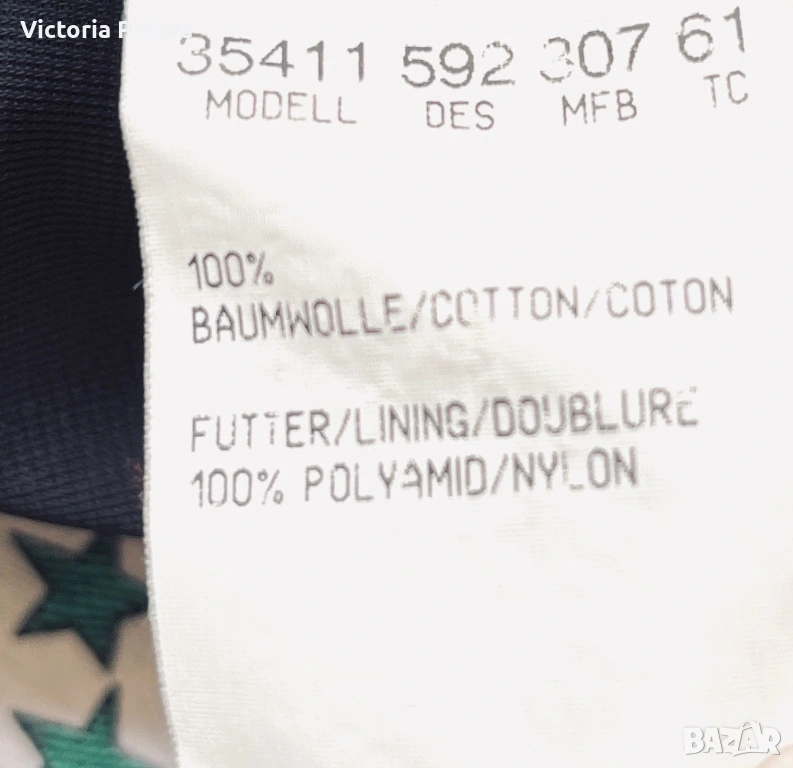 Victoria
35411 592 307 61
MODELL DES MFB TC
100%
BAUMWOLLE/COTTON/COTON
FUTTER/LINING/DOUBLURE
100% POLYAMID/NYLON
BAZAR